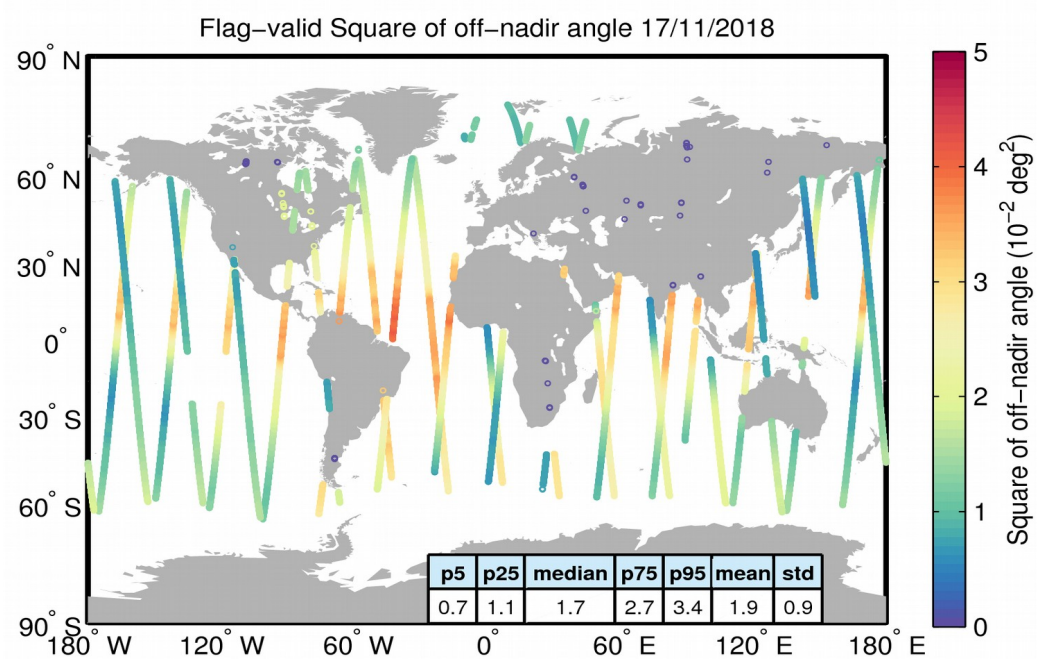 Flag−valid Square of off−nadir angle 17/11/2018
90° N
60° N
30° N
0°
30° S
60° S
90° S
180° W
120° W
60° W
0°
60° E
120° E
180° E
5
4
3
2
1
0
Square of off−nadir angle (10⁻² deg²)
p5 p25 median p75 p95 mean std
0.7 1.1 1.7 2.7 3.4 1.9 0.9